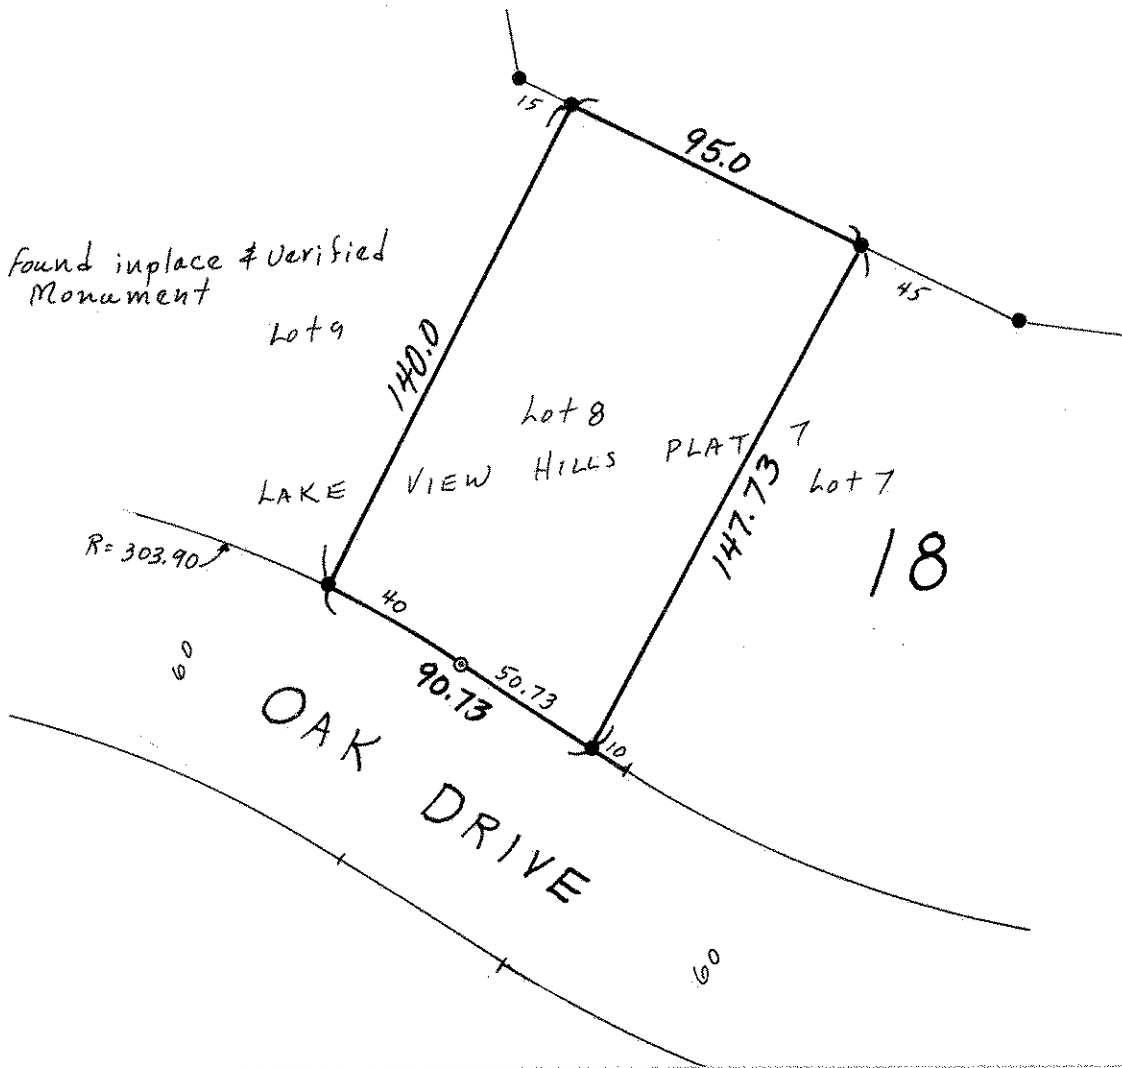 15
95.0
Found inplace & Verified
Monument
45
Lot 9
140.0
Lot 8
LAKE VIEW HILLS PLAT 7
147.73
Lot 7
18
R= 303.90
40
60
50.73
90.73
10
OAK DRIVE
60